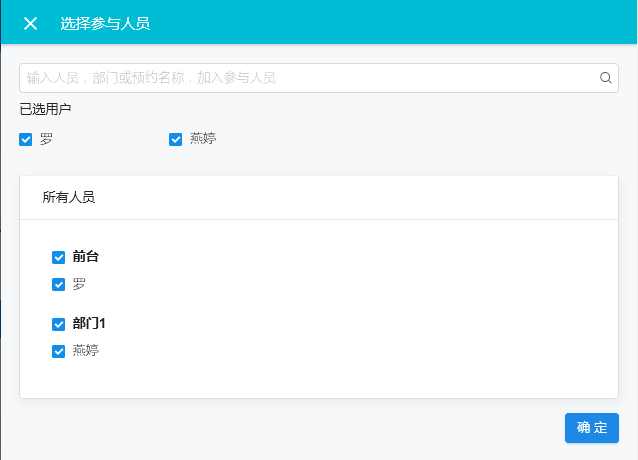 选择参与人员
输入人员，部门或预约名称，加入参与人员
已选用户
罗 燕婷
所有人员
前台
罗
部门1
燕婷
确 定